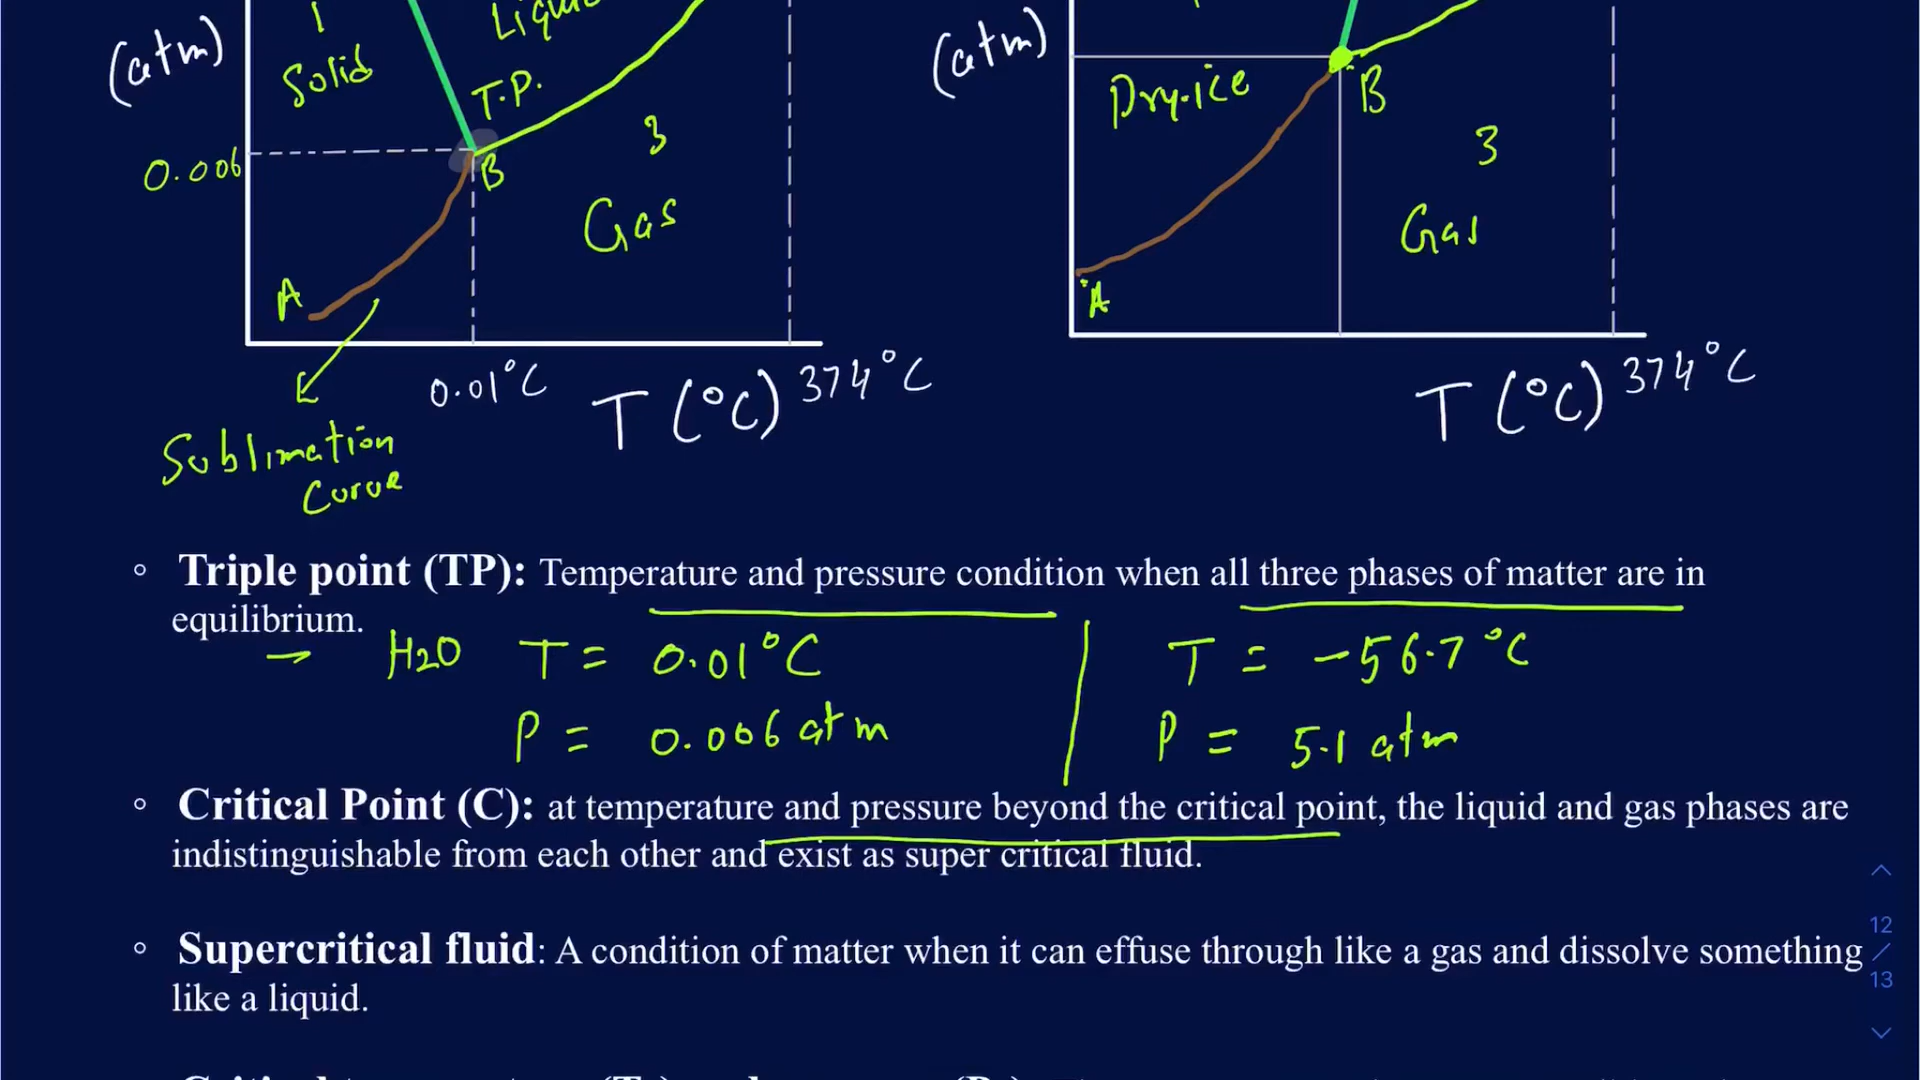 1
Liquid
(atm)
Solid
T.P.
0.006
B
3
Gas
A
0.01°C
T (°C)
374°C
Sublimation
Curve
(atm)
Dry-ice
B
3
Gas
A
T (°C)
374°C
◦ Triple point (TP): Temperature and pressure condition when all three phases of matter are in
equilibrium.
H2O T = 0.01°C
P = 0.006 atm
T = -56.7 °C
P = 5.1 atm
◦ Critical Point (C): at temperature and pressure beyond the critical point, the liquid and gas phases are
indistinguishable from each other and exist as super critical fluid.
◦ Supercritical fluid: A condition of matter when it can effuse through like a gas and dissolve something
like a liquid.
12
/
13